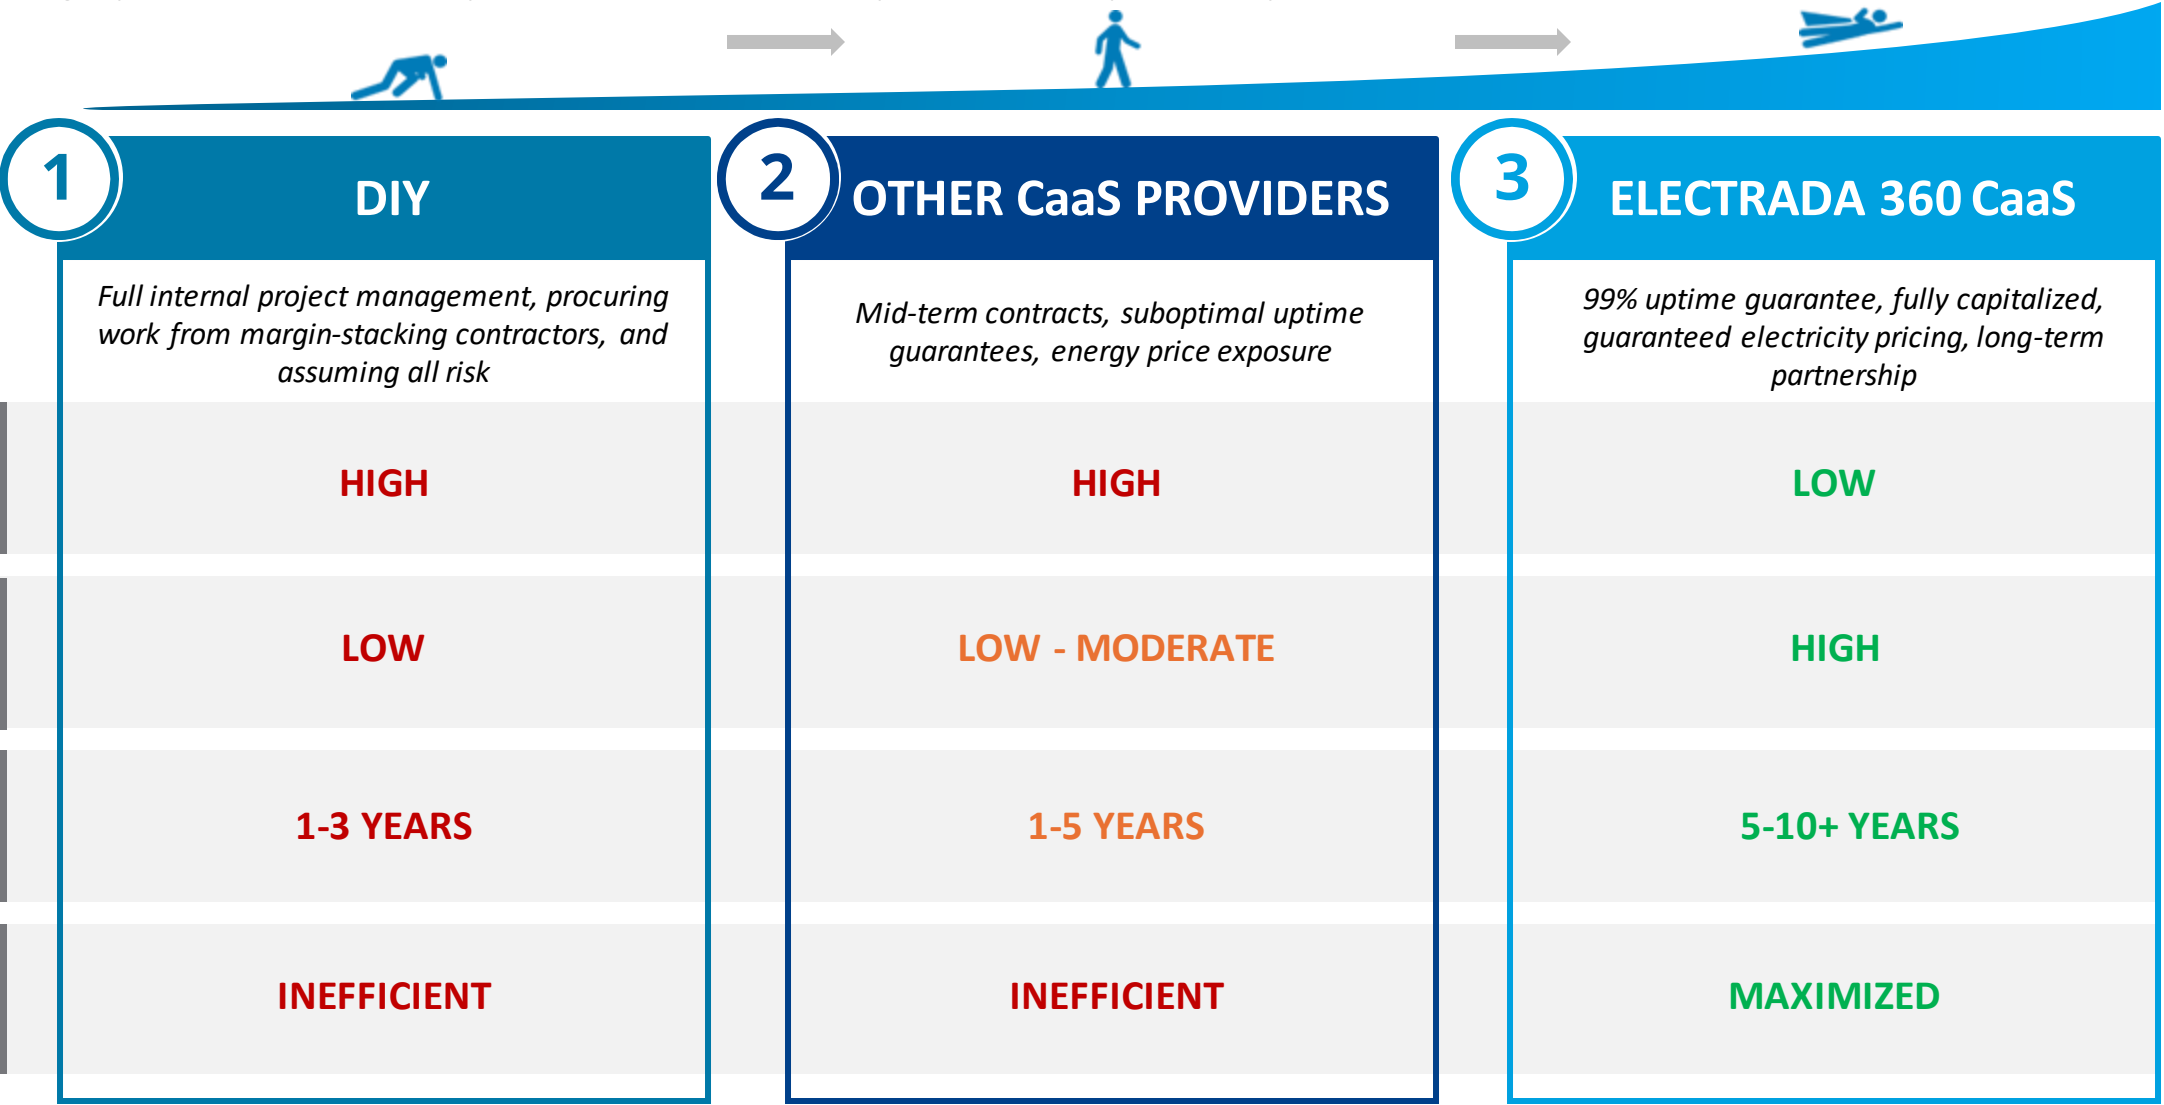 1
DIY
2
OTHER CaaS PROVIDERS
3
ELECTRADA 360 CaaS
Full internal project management, procuring
work from margin-stacking contractors, and
assuming all risk
Mid-term contracts, suboptimal uptime
guarantees, energy price exposure
99% uptime guarantee, fully capitalized,
guaranteed electricity pricing, long-term
partnership
HIGH
HIGH
LOW
LOW
LOW - MODERATE
HIGH
1-3 YEARS
1-5 YEARS
5-10+ YEARS
INEFFICIENT
INEFFICIENT
MAXIMIZED